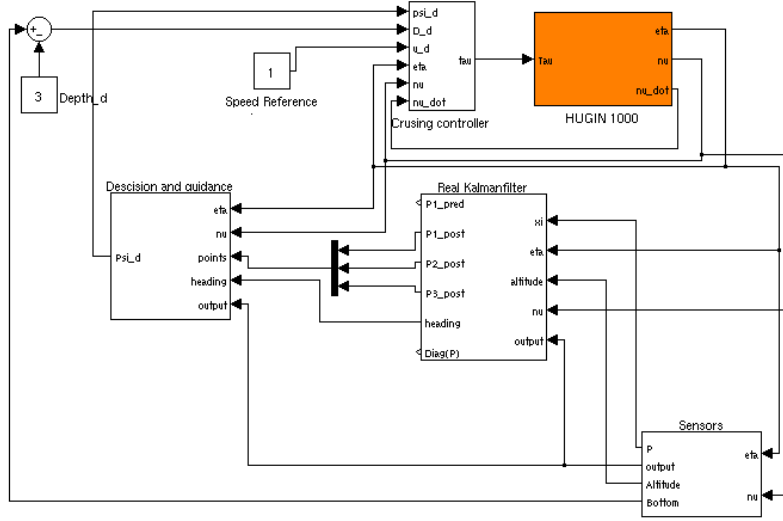 psi_d
D_d
u_d
eta
nu
nu_dot
tau
Crusing controller
Tau
eta
nu
nu_dot
HUGIN 1000
+
-
3
Depth_d
1
Speed Reference
Descision and guidance
Psi_d
eta
nu
points
heading
output
Real Kalmanfilter
P1_pred
P1_post
P2_post
P3_post
heading
Diag(P)
xi
eta
altitude
nu
output
Sensors
P
output
Altitude
Bottom
eta
nu